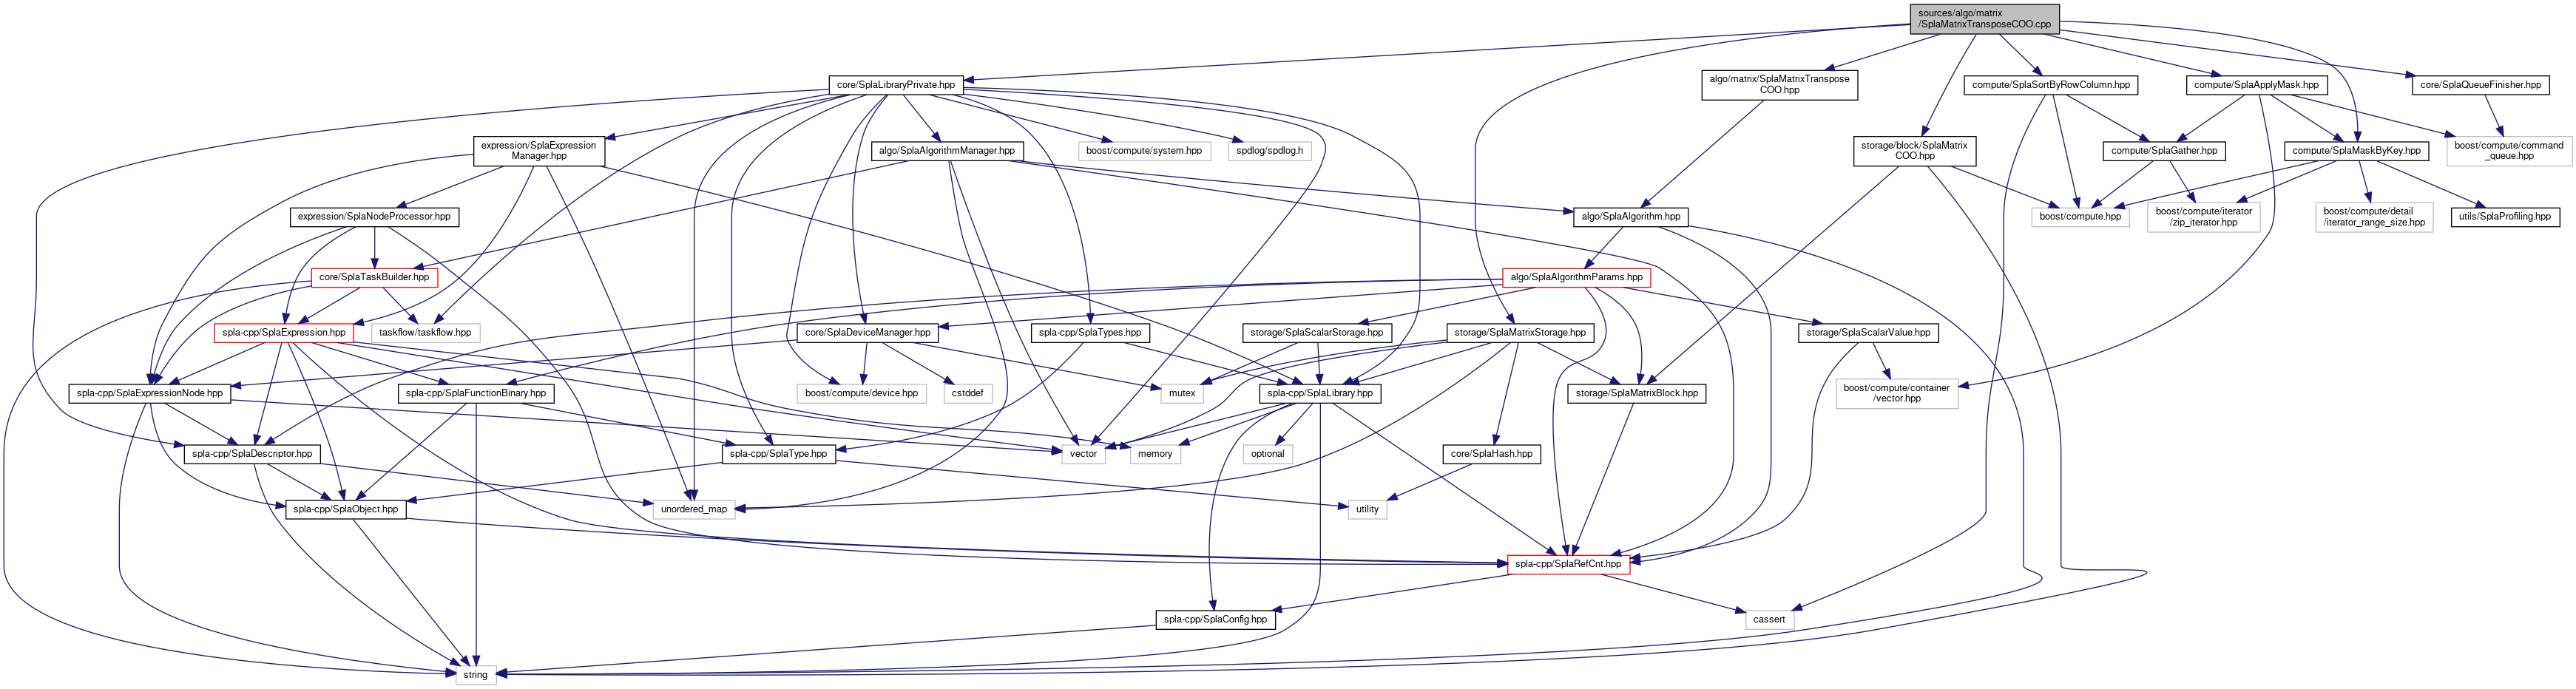 sources/algo/matrix
/SplaMatrixTransposeCOO.cpp
core/SplaLibraryPrivate.hpp
algo/matrix/SplaMatrixTranspose
COO.hpp
compute/SplaSortByRowColumn.hpp
compute/SplaApplyMask.hpp
core/SplaQueueFinisher.hpp
expression/SplaExpression
Manager.hpp
algo/SplaAlgorithmManager.hpp
boost/compute/system.hpp
spdlog/spdlog.h
storage/block/SplaMatrix
COO.hpp
compute/SplaGather.hpp
compute/SplaMaskByKey.hpp
boost/compute/command
_queue.hpp
expression/SplaNodeProcessor.hpp
algo/SplaAlgorithm.hpp
boost/compute.hpp
boost/compute/iterator
/zip_iterator.hpp
boost/compute/detail
/iterator_range_size.hpp
utils/SplaProfiling.hpp
core/SplaTaskBuilder.hpp
algo/SplaAlgorithmParams.hpp
spla-cpp/SplaExpression.hpp
taskflow/taskflow.hpp
core/SplaDeviceManager.hpp
spla-cpp/SplaTypes.hpp
storage/SplaScalarStorage.hpp
storage/SplaMatrixStorage.hpp
storage/SplaScalarValue.hpp
spla-cpp/SplaExpressionNode.hpp
spla-cpp/SplaFunctionBinary.hpp
boost/compute/device.hpp
cstddef
mutex
spla-cpp/SplaLibrary.hpp
storage/SplaMatrixBlock.hpp
boost/compute/container
/vector.hpp
spla-cpp/SplaDescriptor.hpp
spla-cpp/SplaType.hpp
vector
memory
optional
core/SplaHash.hpp
spla-cpp/SplaObject.hpp
unordered_map
utility
spla-cpp/SplaRefCnt.hpp
spla-cpp/SplaConfig.hpp
cassert
string